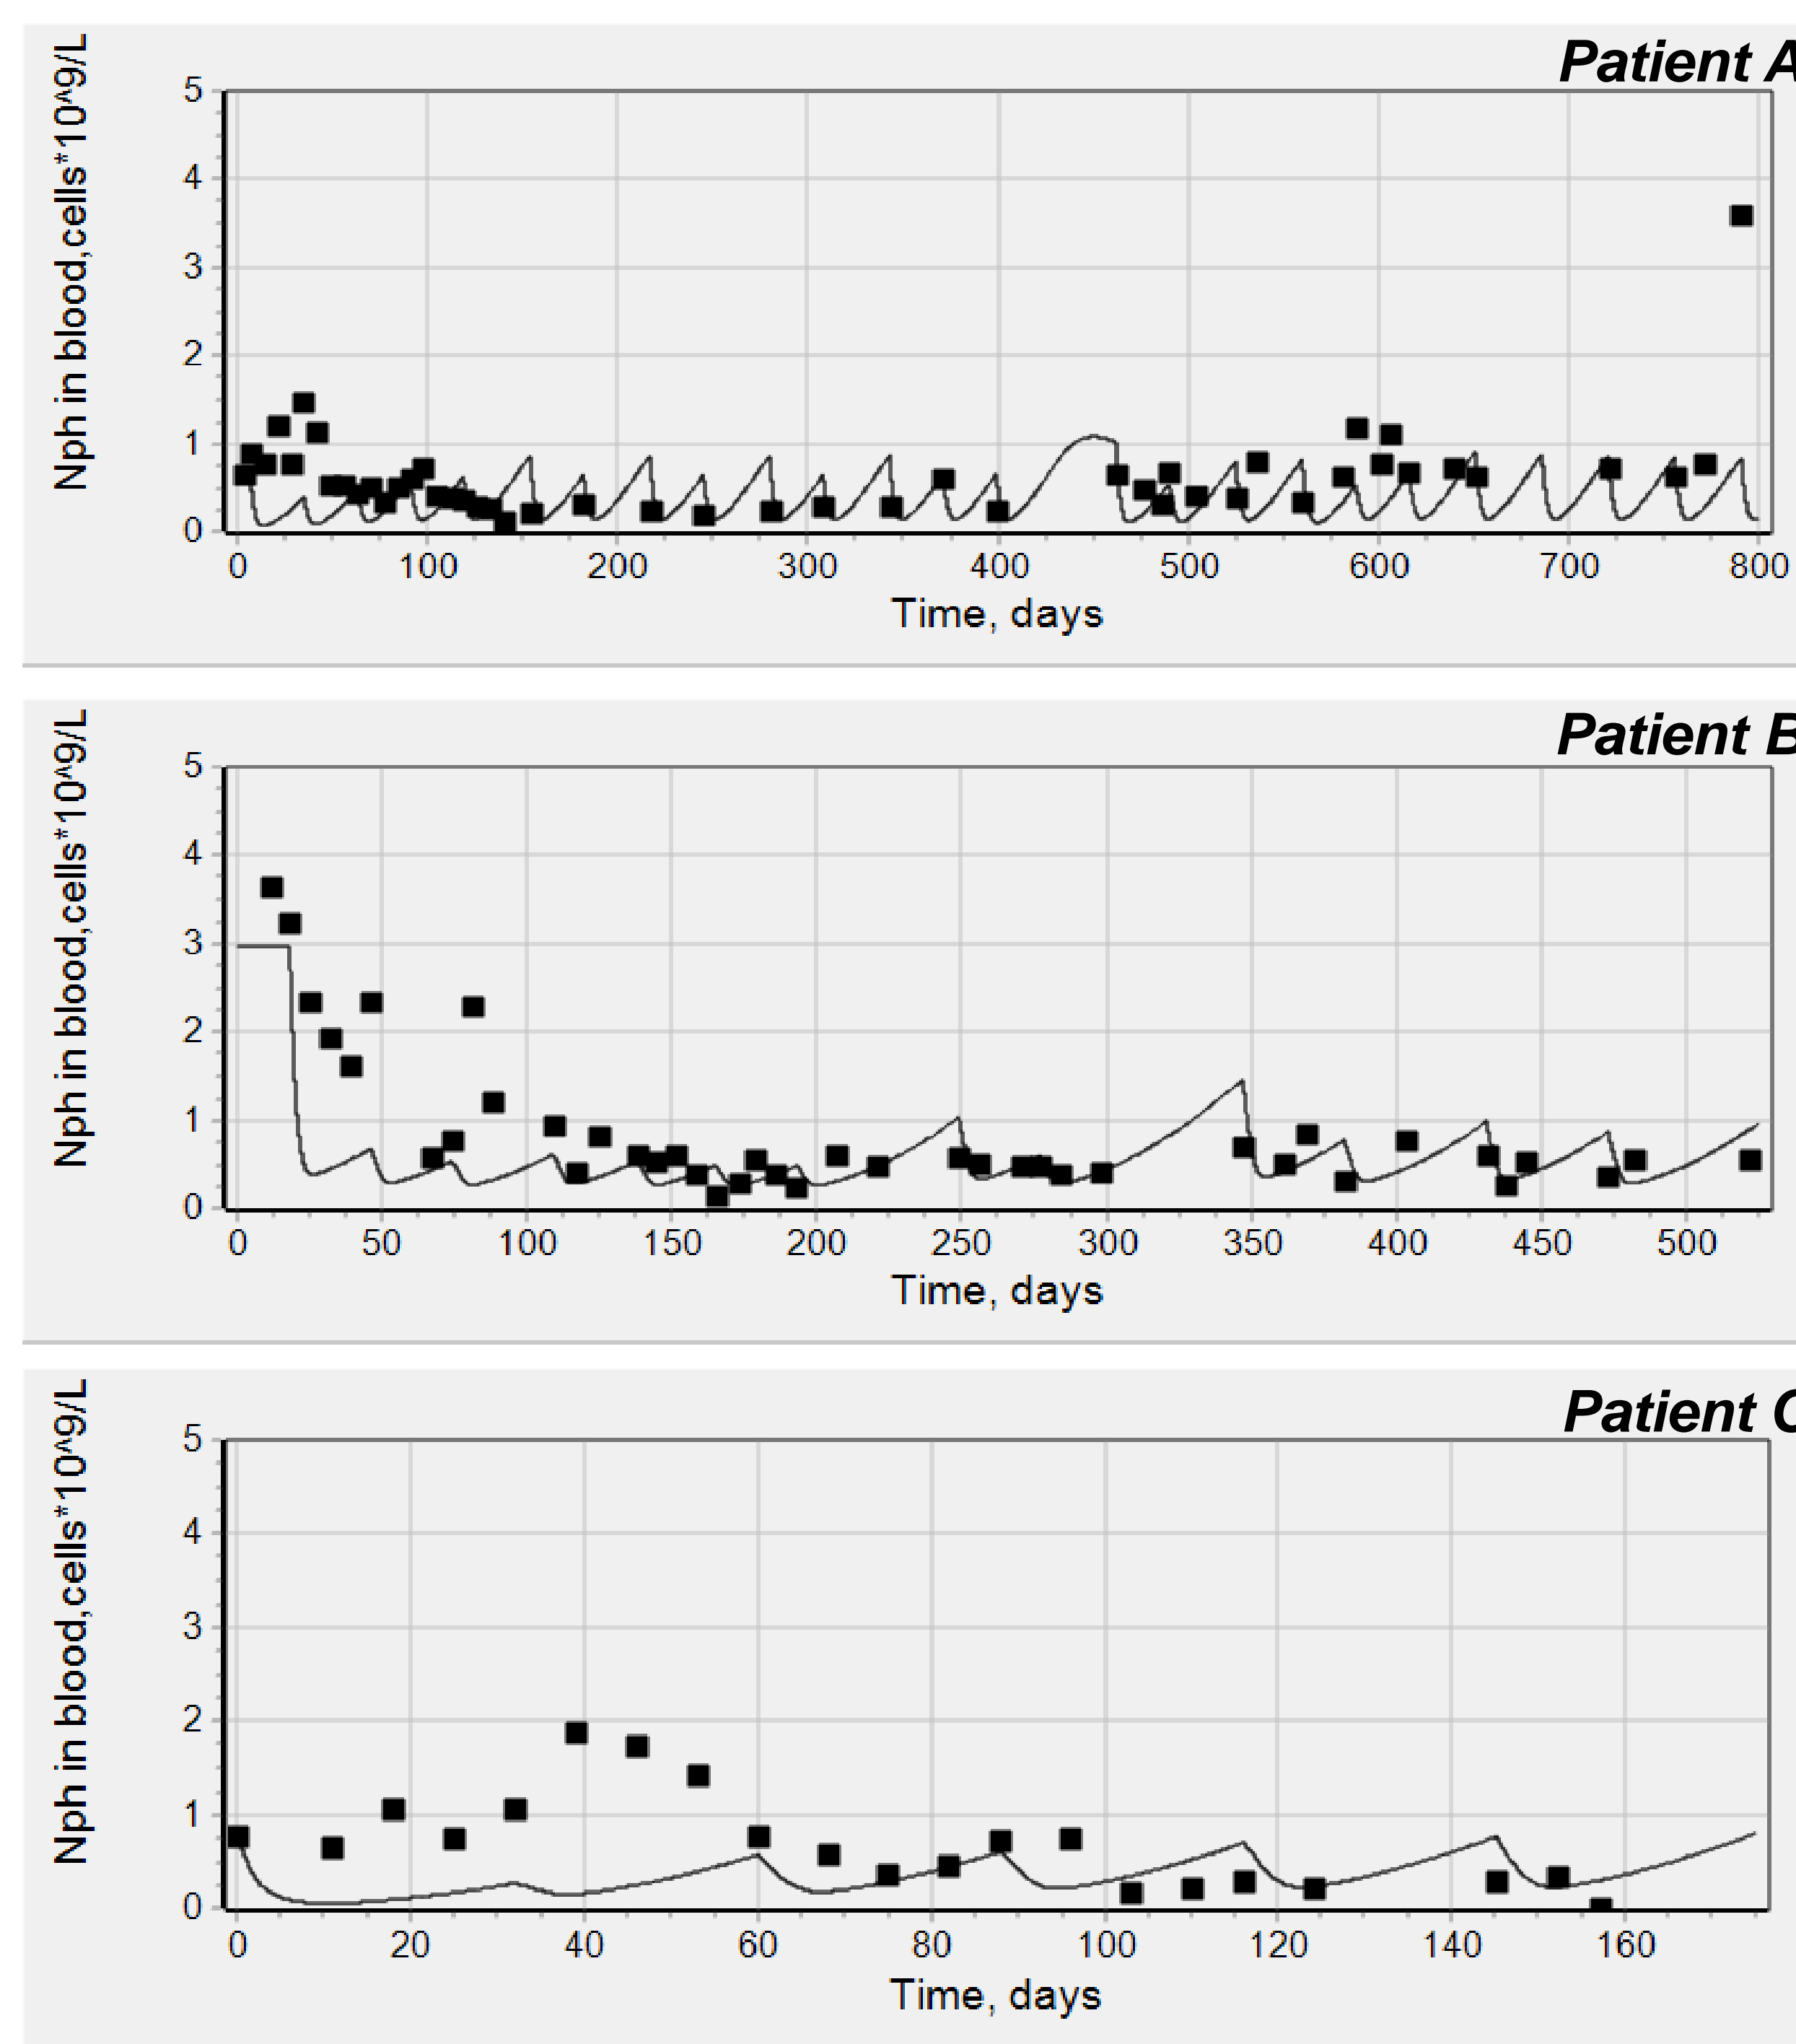 Patient A
Nph in blood,cells*10^9/L
5
4
3
2
1
0
0 100 200 300 400 500 600 700 800
Time, days
Patient B
Nph in blood,cells*10^9/L
5
4
3
2
1
0
0 50 100 150 200 250 300 350 400 450 500
Time, days
Patient C
Nph in blood,cells*10^9/L
5
4
3
2
1
0
0 20 40 60 80 100 120 140 160
Time, days